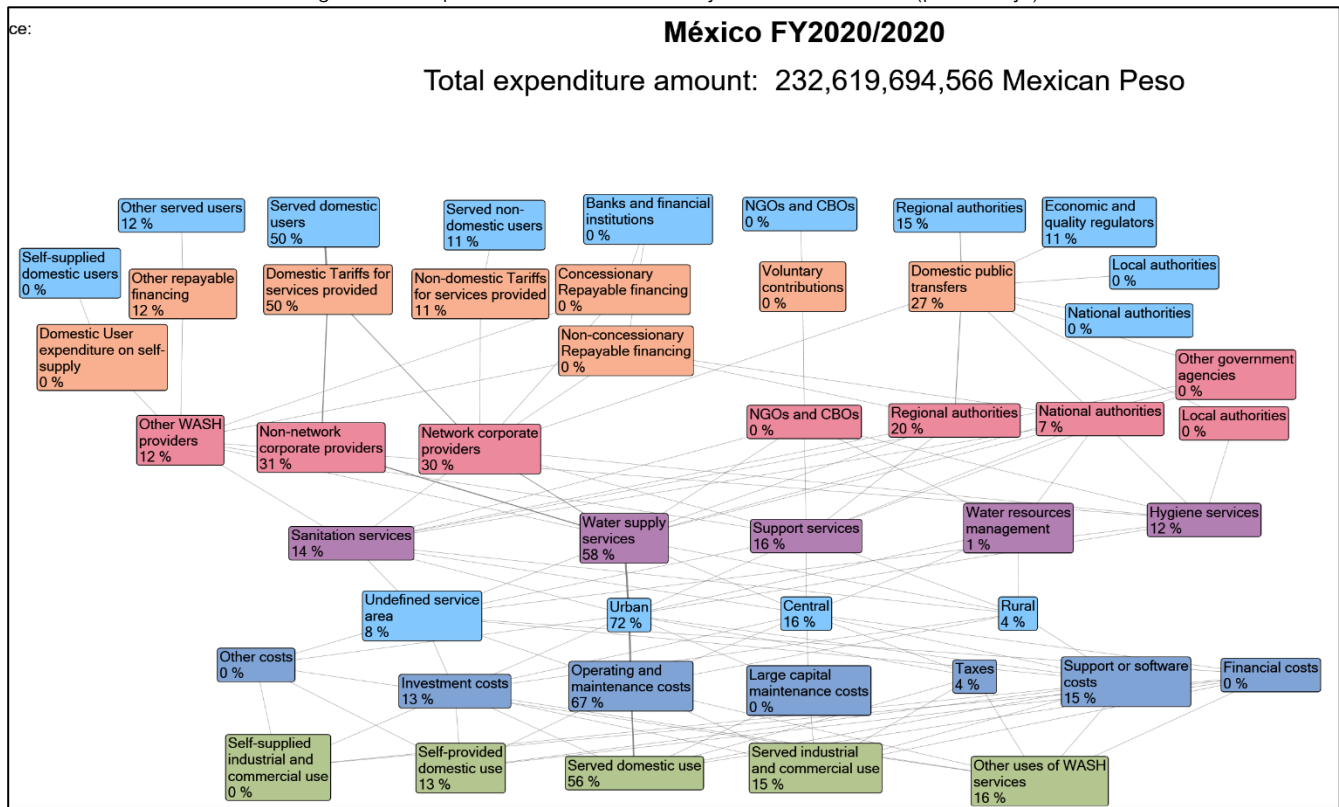 ce:
México FY2020/2020
Total expenditure amount:  232,619,694,566 Mexican Peso
Other served users
12 %
Served domestic
users
50 %
Served non-
domestic users
11 %
Banks and financial
institutions
0 %
NGOs and CBOs
0 %
Regional authorities
15 %
Economic and
quality regulators
11 %
Self-supplied
domestic users
0 %
Other repayable
financing
12 %
Domestic Tariffs for
services provided
50 %
Non-domestic Tariffs
for services provided
11 %
Concessionary
Repayable financing
0 %
Voluntary
contributions
0 %
Domestic public
transfers
27 %
Local authorities
0 %
National authorities
0 %
Domestic User
expenditure on self-
supply
0 %
Non-concessionary
Repayable financing
0 %
Other government
agencies
0 %
Other WASH
providers
12 %
Non-network
corporate providers
31 %
Network corporate
providers
30 %
NGOs and CBOs
0 %
Regional authorities
20 %
National authorities
7 %
Local authorities
0 %
Sanitation services
14 %
Water supply
services
58 %
Support services
16 %
Water resources
management
1 %
Hygiene services
12 %
Undefined service
area
8 %
Urban
72 %
Central
16 %
Rural
4 %
Other costs
0 %
Investment costs
13 %
Operating and
maintenance costs
67 %
Large capital
maintenance costs
0 %
Taxes
4 %
Support or software
costs
15 %
Financial costs
0 %
Self-supplied
industrial and
commercial use
0 %
Self-provided
domestic use
13 %
Served domestic use
56 %
Served industrial
and commercial use
15 %
Other uses of WASH
services
16 %